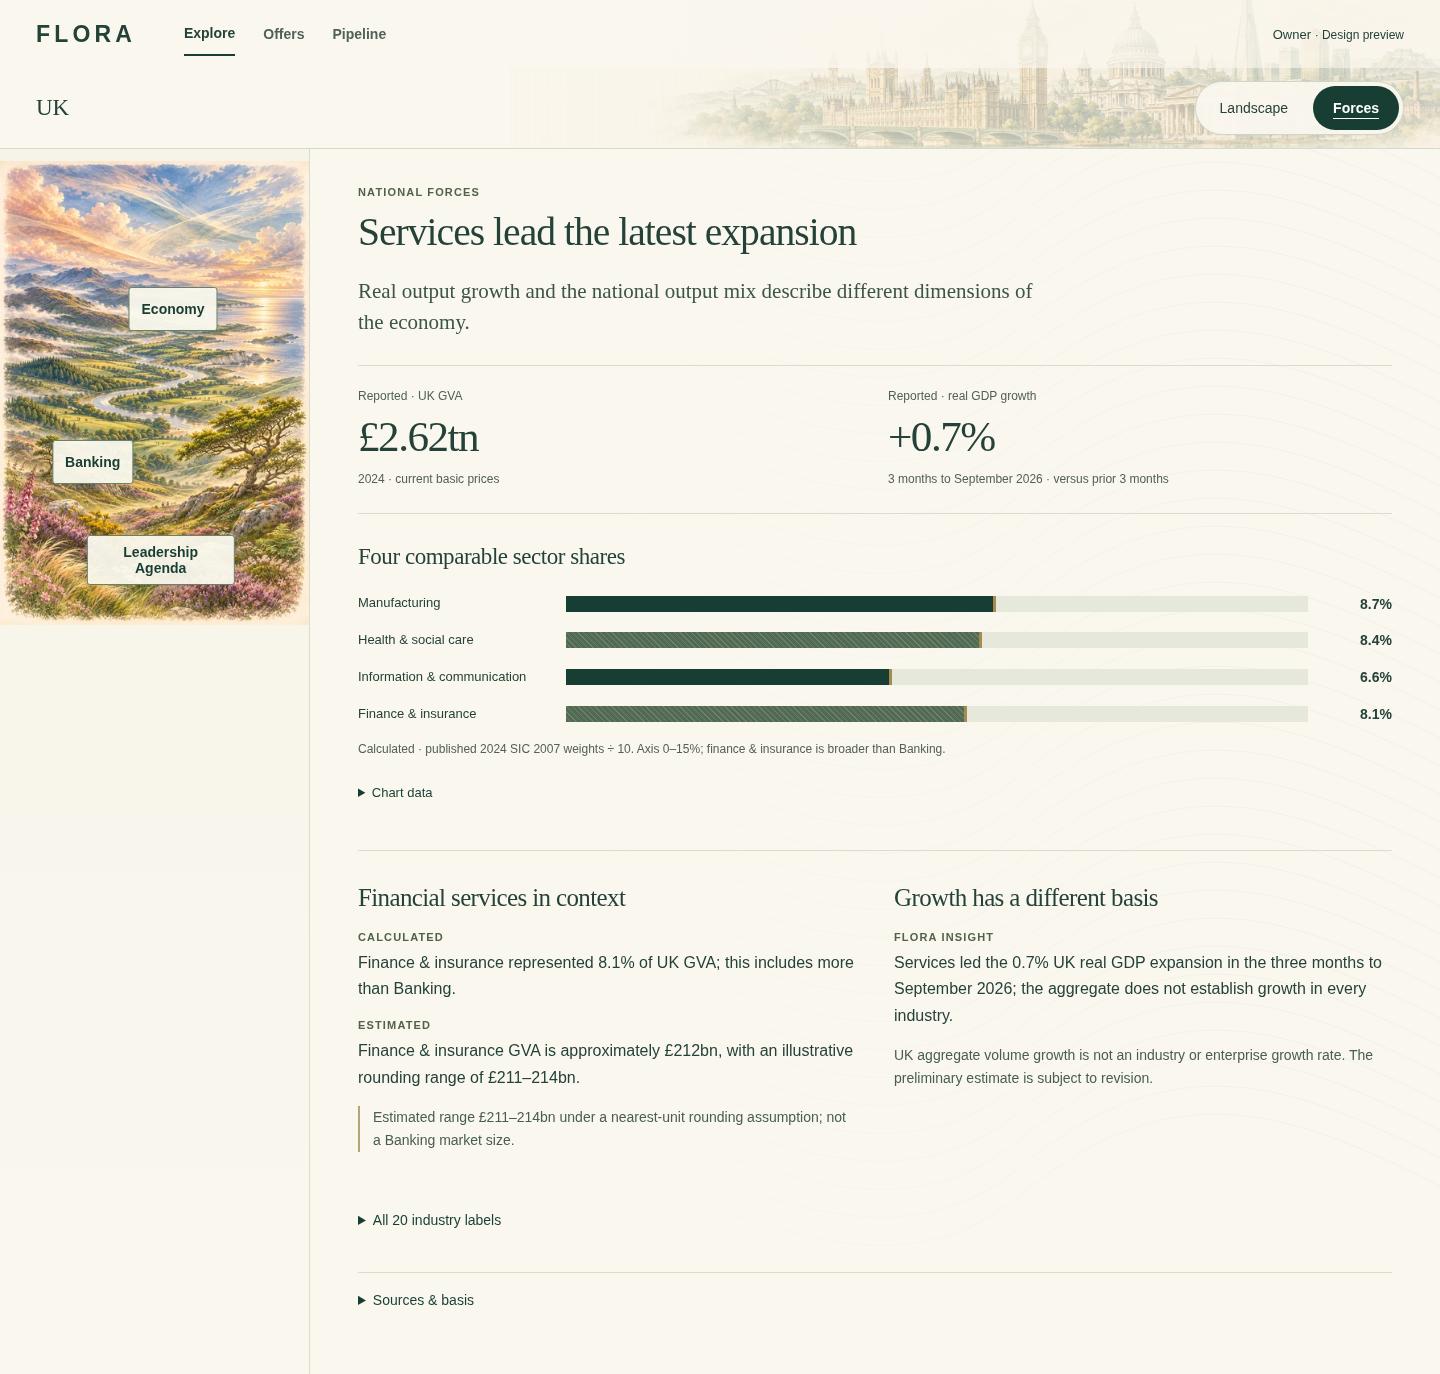 FLORA
Explore
Offers
Pipeline
Owner · Design preview
UK
Landscape
Forces
Economy
Banking
Leadership
Agenda
NATIONAL FORCES
Services lead the latest expansion
Real output growth and the national output mix describe different dimensions of
the economy.
Reported · UK GVA
£2.62tn
2024 · current basic prices
Reported · real GDP growth
+0.7%
3 months to September 2026 · versus prior 3 months
Four comparable sector shares
Manufacturing 8.7%
Health & social care 8.4%
Information & communication 6.6%
Finance & insurance 8.1%
Calculated · published 2024 SIC 2007 weights ÷ 10. Axis 0–15%; finance & insurance is broader than Banking.
▶ Chart data
Financial services in context
CALCULATED
Finance & insurance represented 8.1% of UK GVA; this includes more
than Banking.
ESTIMATED
Finance & insurance GVA is approximately £212bn, with an illustrative
rounding range of £211–214bn.
Estimated range £211–214bn under a nearest-unit rounding assumption; not
a Banking market size.
Growth has a different basis
FLORA INSIGHT
Services led the 0.7% UK real GDP expansion in the three months to
September 2026; the aggregate does not establish growth in every
industry.
UK aggregate volume growth is not an industry or enterprise growth rate. The
preliminary estimate is subject to revision.
▶ All 20 industry labels
▶ Sources & basis